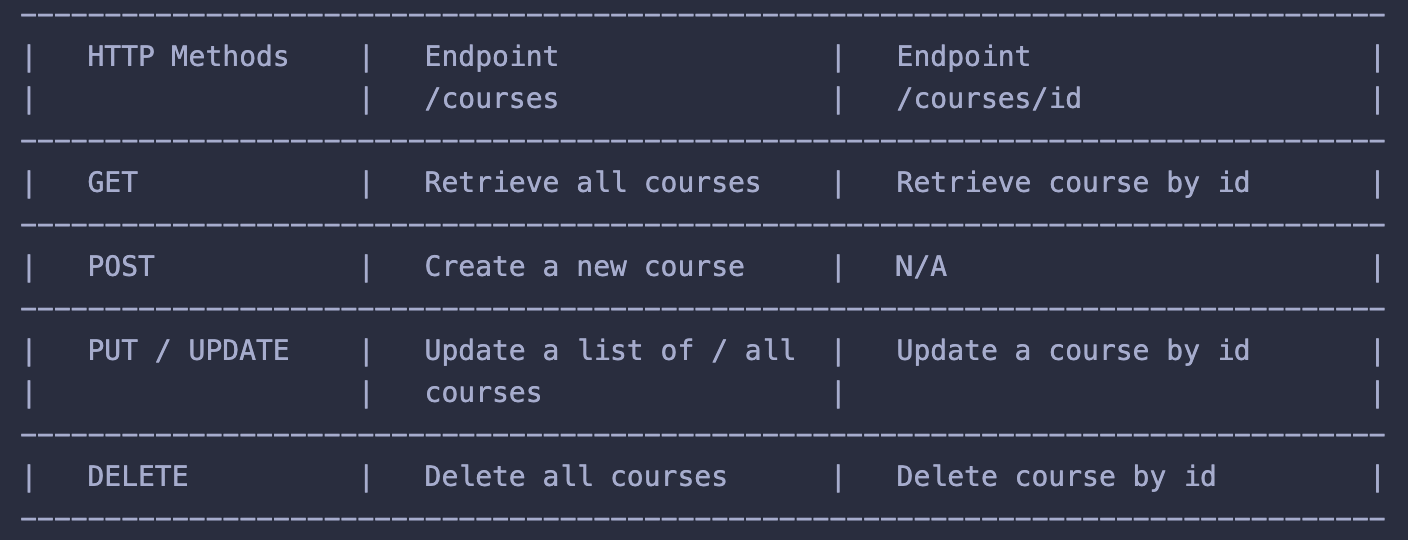 | HTTP Methods | Endpoint | Endpoint |
| | /courses | /courses/id |
| GET | Retrieve all courses | Retrieve course by id |
| POST | Create a new course | N/A |
| PUT / UPDATE | Update a list of / all | Update a course by id |
| | courses | |
| DELETE | Delete all courses | Delete course by id |